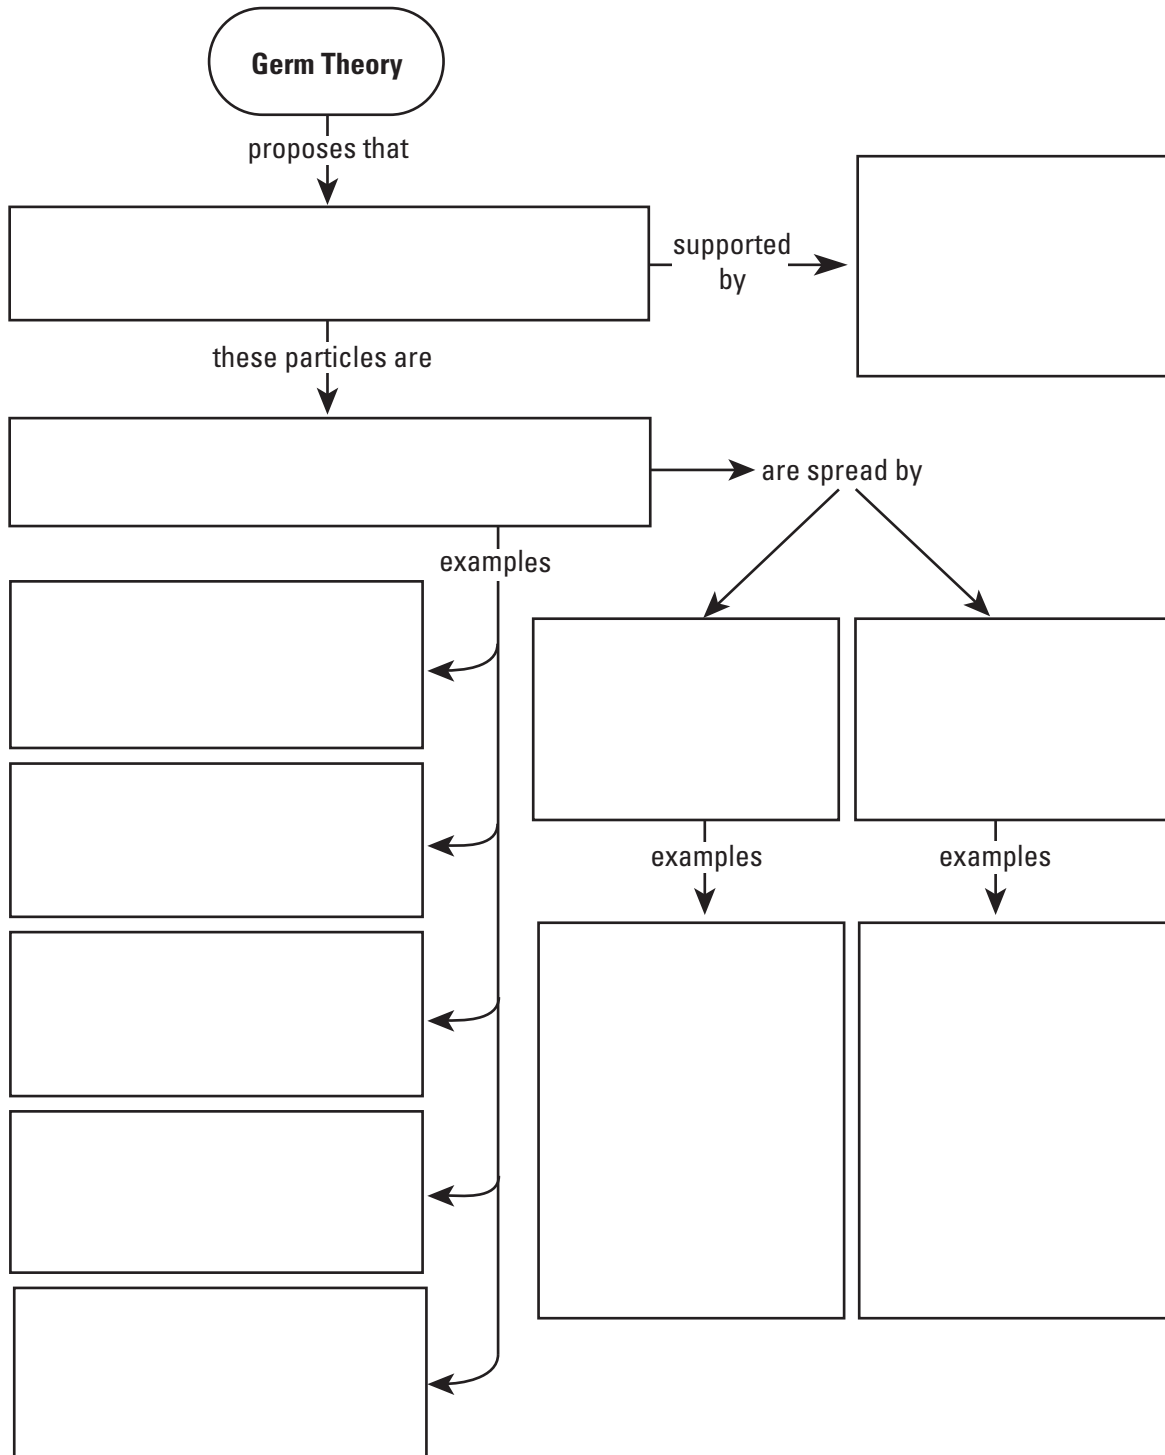 Germ Theory
proposes that
supported
by
these particles are
are spread by
examples
examples
examples